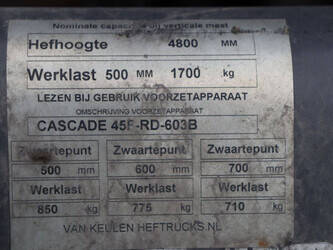 Nominale capaciteit bij verticale mast
Hefhoogte 4800 MM
Werklast 500 MM 1700 kg
LEZEN BIJ GEBRUIK VOORZETAPPARAAT
OMSCHRIJVING VOORZETAPPARAAT
CASCADE 45F-RD-603B
Zwaartepunt Zwaartepunt Zwaartepunt
500 mm 600 mm 700 mm
Werklast Werklast Werklast
850 kg 775 kg 710 kg
VAN KEULEN HEFTRUCKS.NL